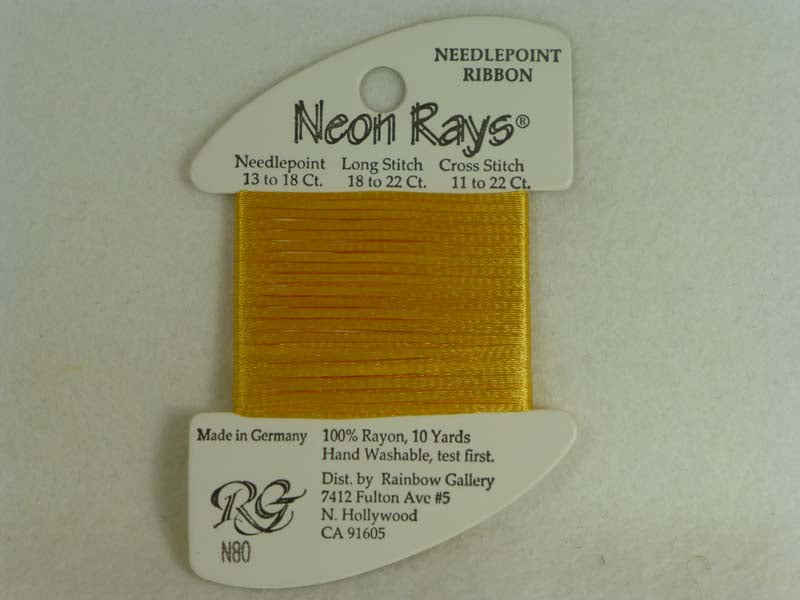 NEEDLEPOINT
RIBBON
Neon Rays®
Needlepoint Long Stitch Cross Stitch
13 to 18 Ct. 18 to 22 Ct. 11 to 22 Ct.
Made in Germany
100% Rayon, 10 Yards
Hand Washable, test first.
Dist. by Rainbow Gallery
7412 Fulton Ave #5
N. Hollywood
CA 91605
RG
N80